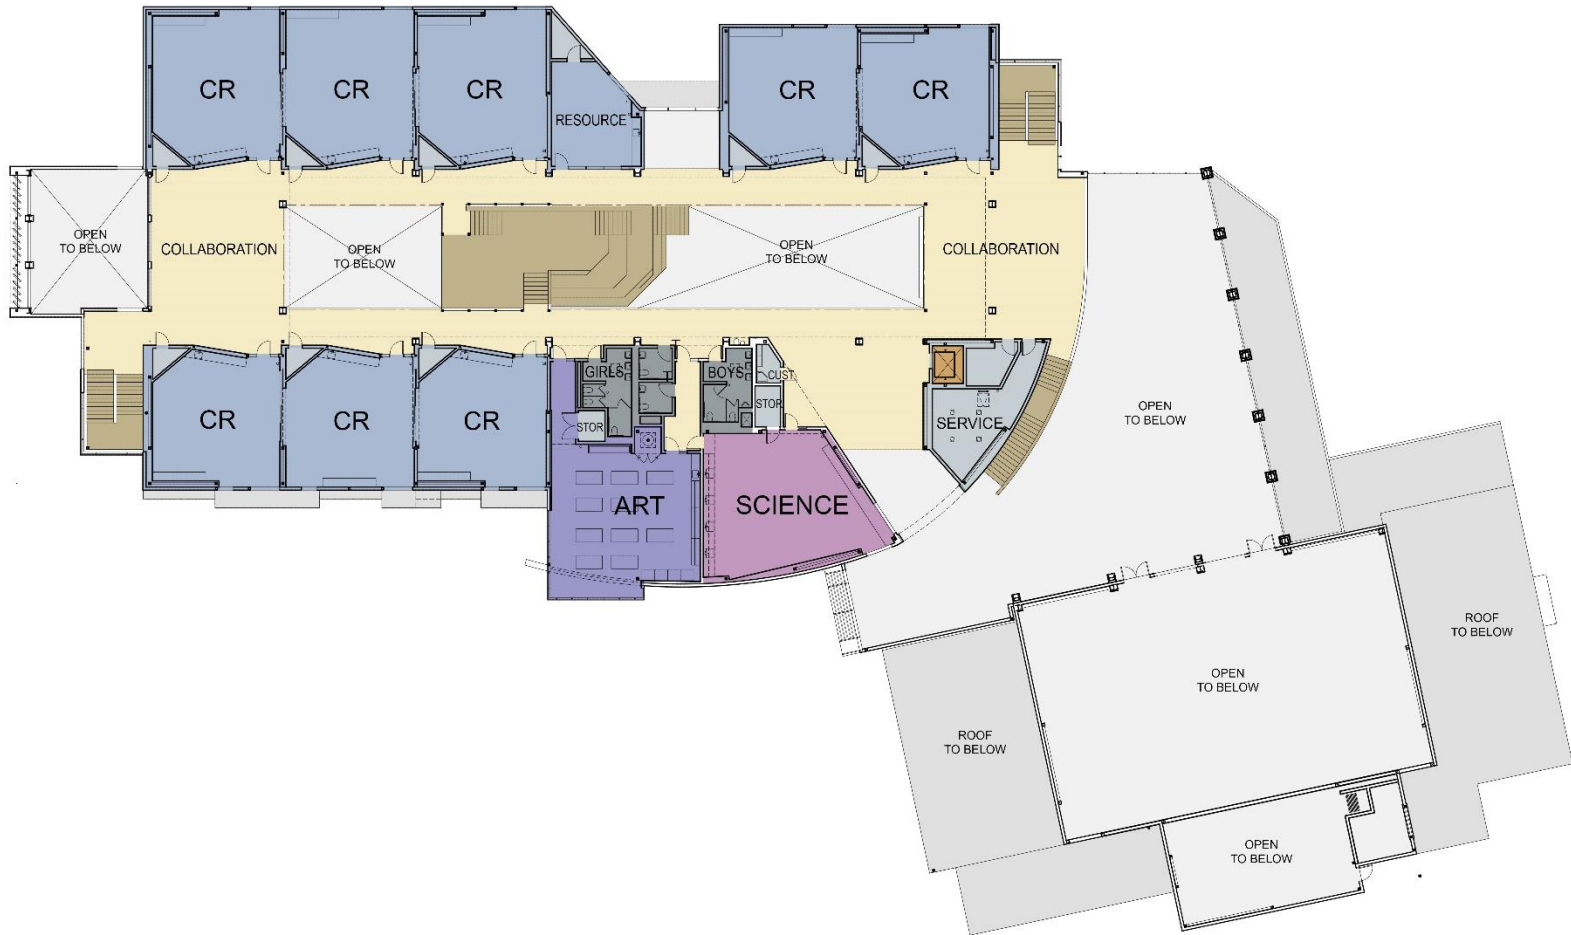 CR
CR
CR
CR
CR
RESOURCE
OPEN
TO BELOW
COLLABORATION
OPEN
TO BELOW
OPEN
TO BELOW
COLLABORATION
GIRLS
BOYS
CUST.
STOR
STOR
CR
CR
CR
SERVICE
ART
SCIENCE
OPEN
TO BELOW
ROOF
TO BELOW
OPEN
TO BELOW
ROOF
TO BELOW
OPEN
TO BELOW